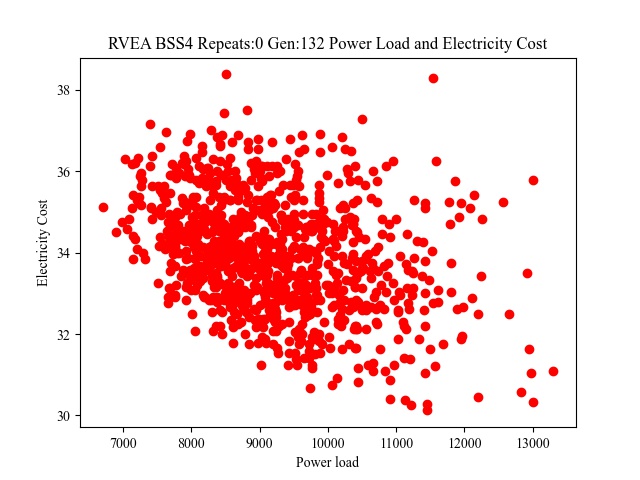 RVEA BSS4 Repeats:0 Gen:132 Power Load and Electricity Cost
Electricity Cost
38
36
34
32
30
7000 8000 9000 10000 11000 12000 13000
Power load